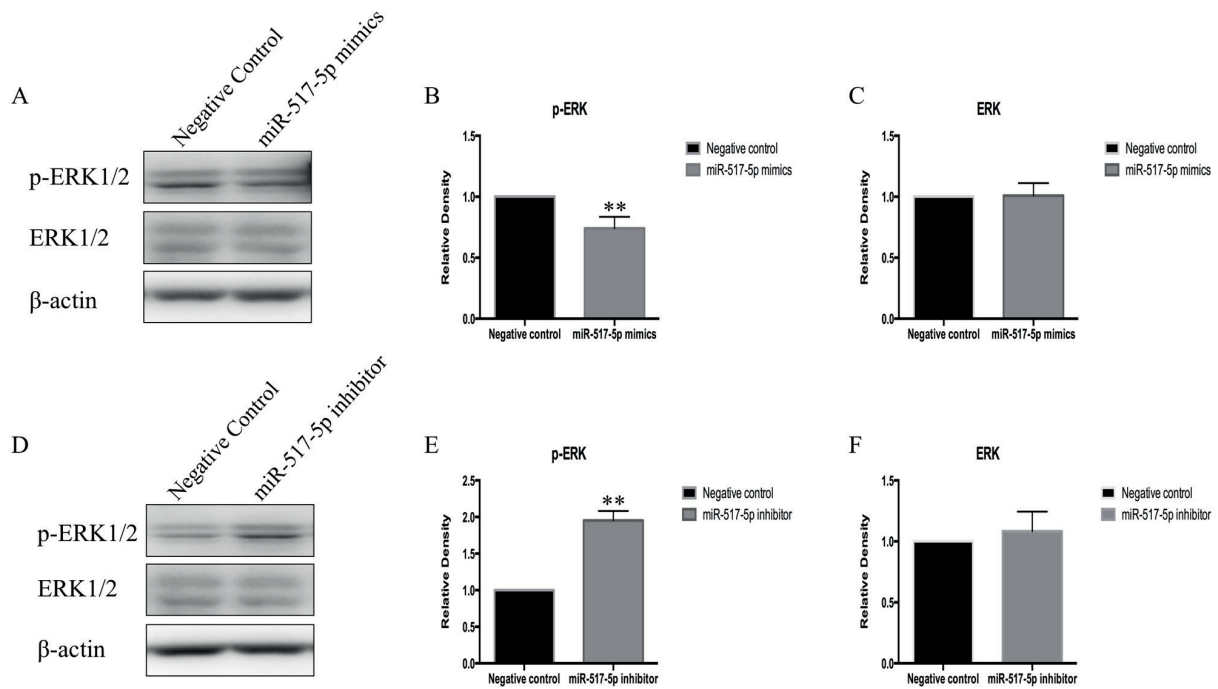 A
Negative Control
miR-517-5p mimics
p-ERK1/2
ERK1/2
β-actin
B
p-ERK
Relative Density
1.5
1.0
0.5
0.0
Negative control
miR-517-5p mimics
**
Negative control
miR-517-5p mimics
C
ERK
Relative Density
1.5
1.0
0.5
0.0
Negative control
miR-517-5p mimics
Negative control
miR-517-5p mimics
D
Negative Control
miR-517-5p inhibitor
p-ERK1/2
ERK1/2
β-actin
E
p-ERK
Relative Density
2.5
2.0
1.5
1.0
0.5
0.0
Negative control
miR-517-5p inhibitor
**
Negative control
miR-517-5p inhibitor
F
ERK
Relative Density
1.5
1.0
0.5
0.0
Negative control
miR-517-5p inhibitor
Negative control
miR-517-5p inhibitor